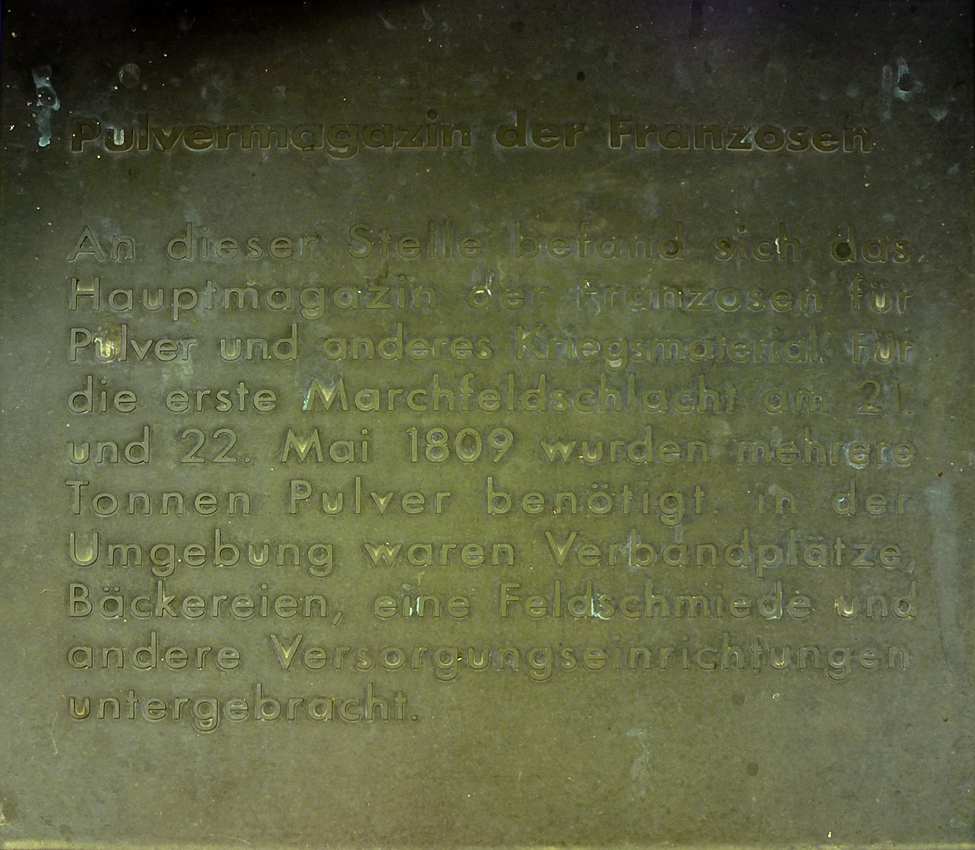 Pulvermagazin der Franzosen
An dieser Stelle befand sich das
Hauptmagazin der Franzosen für
Pulver und anderes Kriegsmaterial. Für
die erste Marchfeldschlacht am 21.
und 22. Mai 1809 wurden mehrere
Tonnen Pulver benötigt. in der
Umgebung waren Verbandplätze,
Bäckereien, eine Feldschmiede und
andere Versorgungseinrichtungen
untergebracht.